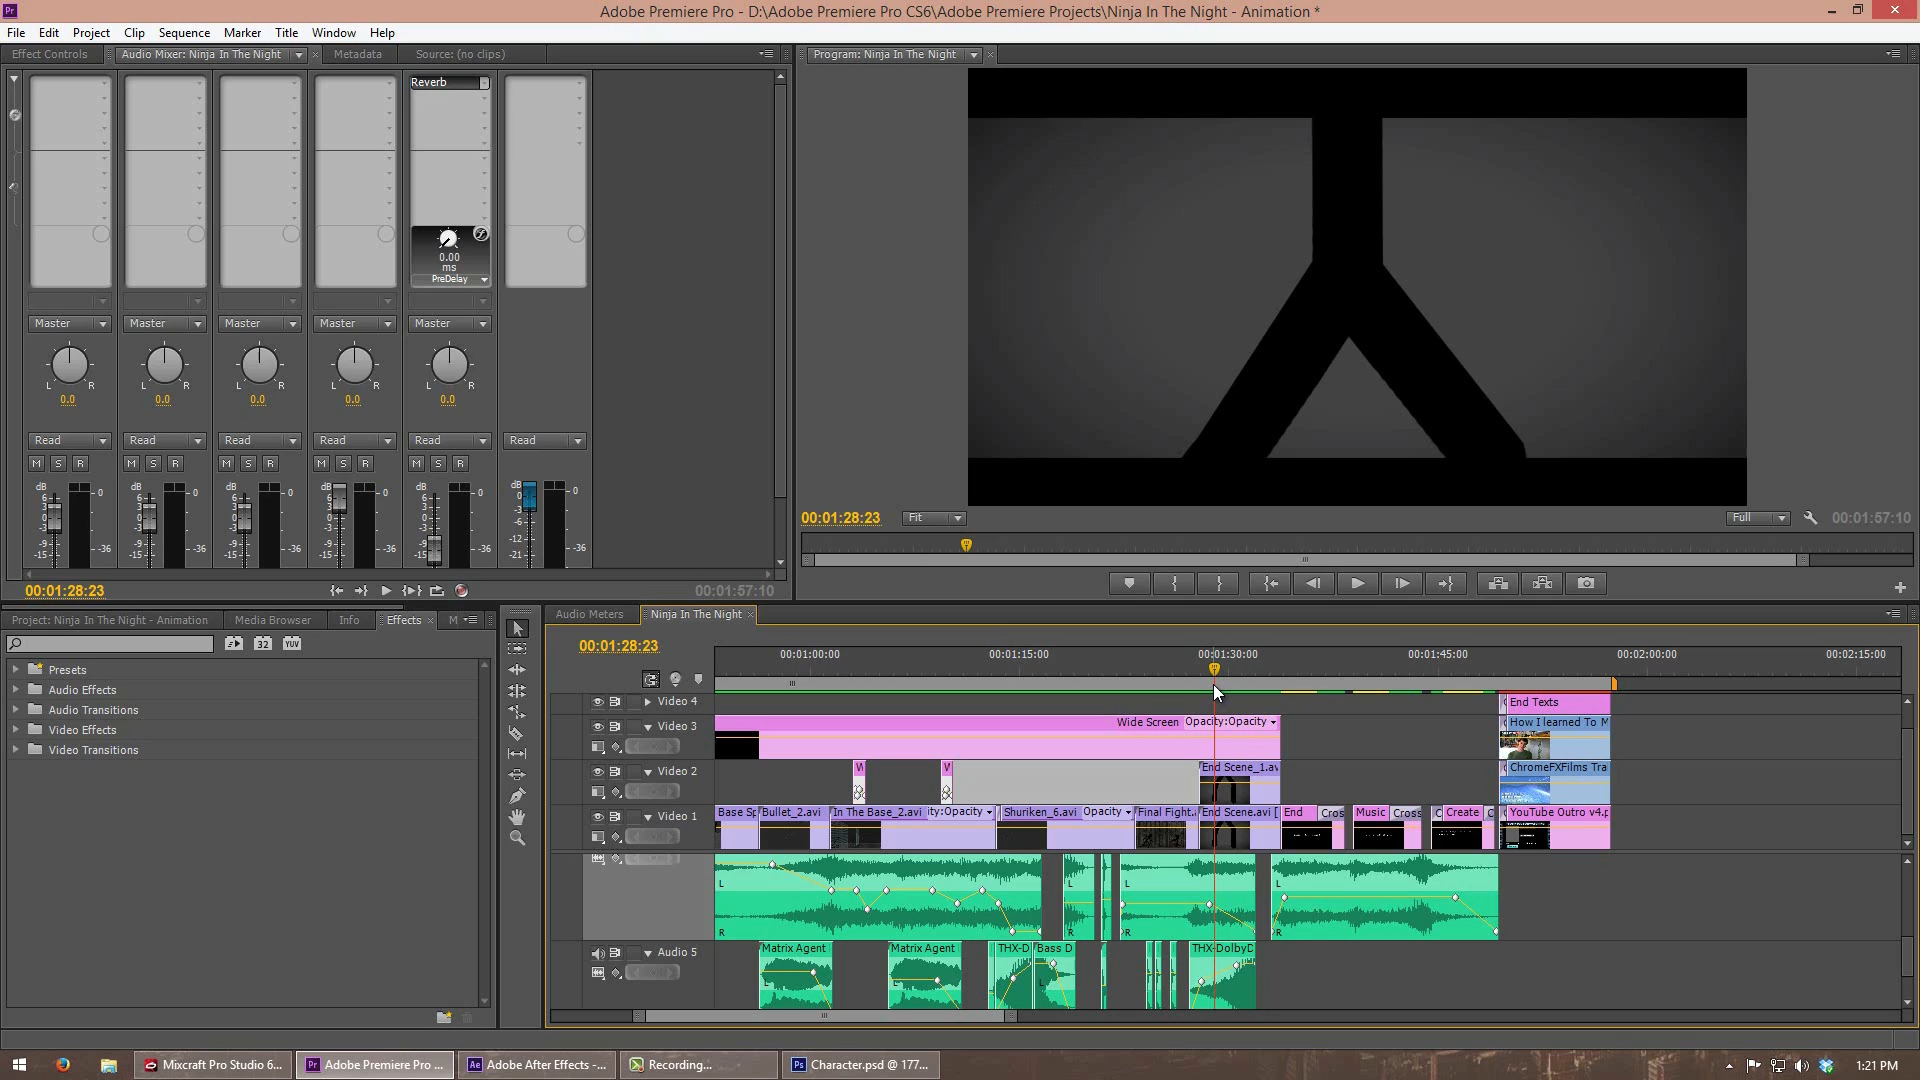 Adobe Premiere Pro - D:\Adobe Premiere Pro CS6\Adobe Premiere Projects\Ninja In The Night - Animation *
File Edit Project Clip Sequence Marker Title Window Help
Effect Controls Audio Mixer: Ninja In The Night Metadata Source: (no clips) Program: Ninja In The Night
Reverb
0.00
ms
PreDelay
Master Master Master Master Master
L R L R L R L R L R
0.0 0.0 0.0 0.0 0.0
Read Read Read Read Read Read
M S R M S R M S R M S R M S R
00:01:28:23 Fit Full 00:01:57:10
00:01:28:23 00:01:57:10
Project: Ninja In The Night - Animation Media Browser Info Effects M
32 YUV
Presets
Audio Effects
Audio Transitions
Video Effects
Video Transitions
Audio Meters Ninja In The Night
00:01:28:23
00:01:00:00 00:01:15:00 00:01:30:00 00:01:45:00 00:02:00:00 00:02:15:00
Video 4 End Texts
Video 3 Wide Screen Opacity:Opacity How I learned To M
Video 2 End Scene_1.av ChromeFXFilms Tra
Video 1 Base Sp Bullet_2.avi In The Base_2.avi ity:Opacity Shuriken_6.avi Opacity Final Fight. End Scene.avi [ End Cros Music Cross C Create C YouTube Outro v4.p
L L L L
R R R R
Audio 5 Matrix Agent Matrix Agent THX-D Bass D THX-DolbyD
Mixcraft Pro Studio 6... Adobe Premiere Pro ... Adobe After Effects -... Recording... Character.psd @ 177... 1:21 PM